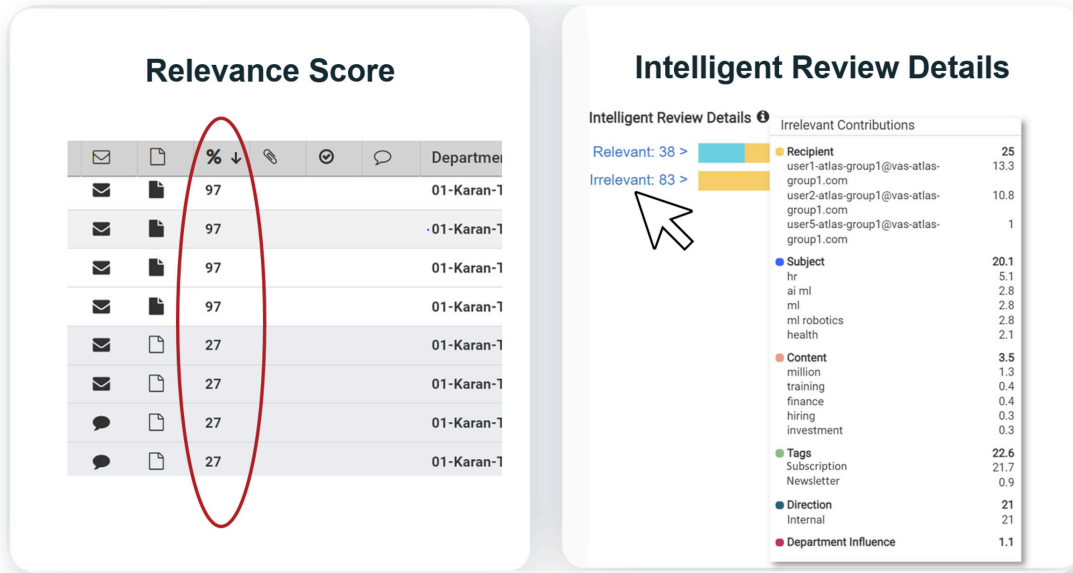 Relevance Score
% Departmen
97 01-Karan-T
97 01-Karan-T
97 01-Karan-T
97 01-Karan-T
27 01-Karan-T
27 01-Karan-T
27 01-Karan-T
27 01-Karan-T
Intelligent Review Details
Intelligent Review Details
Relevant: 38 >
Irrelevant: 83 >
Irrelevant Contributions
Recipient 25
user1-atlas-group1@vas-atlas- 13.3
group1.com
user2-atlas-group1@vas-atlas- 10.8
group1.com
user5-atlas-group1@vas-atlas- 1
group1.com
Subject 20.1
hr 5.1
ai ml 2.8
ml 2.8
ml robotics 2.8
health 2.1
Content 3.5
million 1.3
training 0.4
finance 0.4
hiring 0.3
investment 0.3
Tags 22.6
Subscription 21.7
Newsletter 0.9
Direction 21
Internal 21
Department Influence 1.1